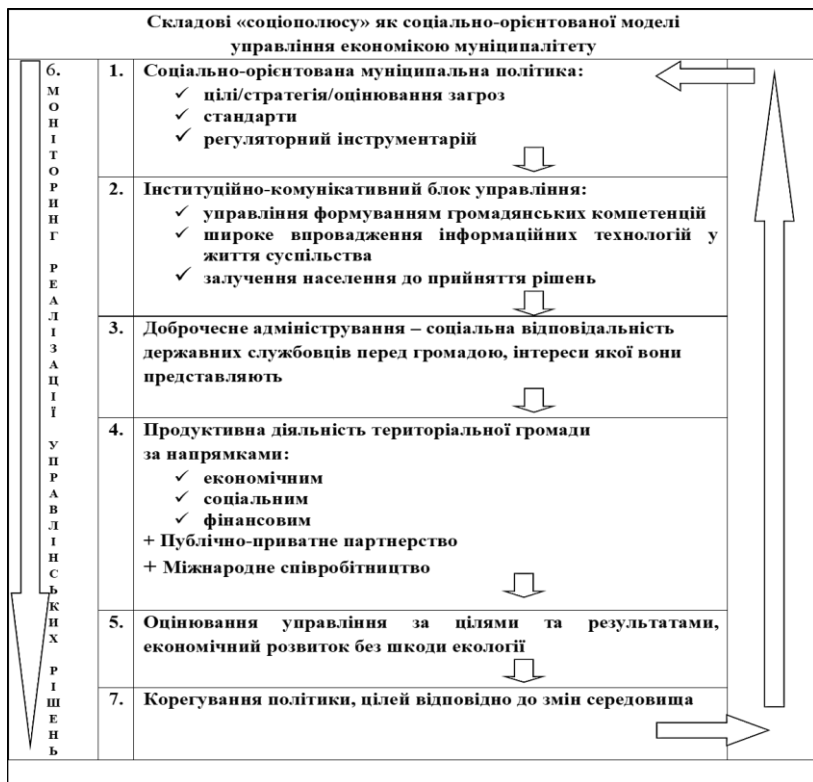 Складові «соціополюсу» як соціально-орієнтованої моделі
управління економікою муніципалітету
6. МОНІТОРИНГ РЕАЛІЗАЦІЇ УПРАВЛІНСЬКИХ РІШЕНЬ
1. Соціально-орієнтована муніципальна політика:
✓ цілі/стратегія/оцінювання загроз
✓ стандарти
✓ регуляторний інструментарій
2. Інституційно-комунікативний блок управління:
✓ управління формуванням громадянських компетенцій
✓ широке впровадження інформаційних технологій у
життя суспільства
✓ залучення населення до прийняття рішень
3. Доброчесне адміністрування – соціальна відповідальність
державних службовців перед громадою, інтереси якої вони
представляють
4. Продуктивна діяльність територіальної громади
за напрямками:
✓ економічним
✓ соціальним
✓ фінансовим
+ Публічно-приватне партнерство
+ Міжнародне співробітництво
5. Оцінювання управління за цілями та результатами,
економічний розвиток без шкоди екології
7. Корегування політики, цілей відповідно до змін середовища